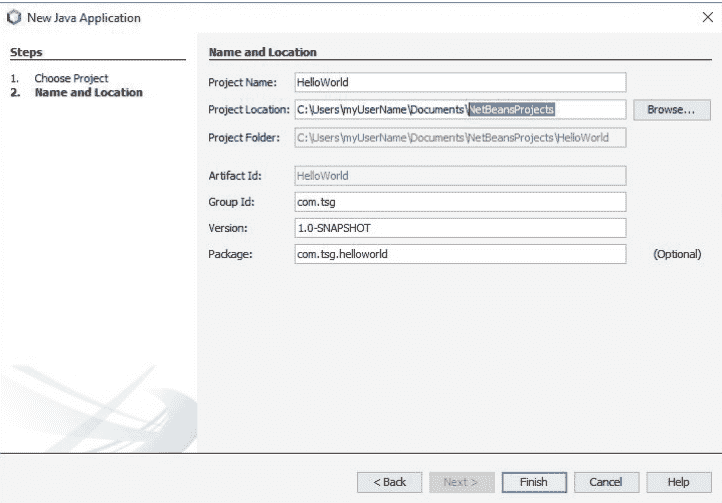 New Java Application
Steps
1. Choose Project
2. Name and Location
Name and Location
Project Name: HelloWorld
Project Location: C:\Users\myUserName\Documents\NetBeansProjects Browse...
Project Folder: C:\Users\myUserName\Documents\NetBeansProjects\HelloWorld
Artifact Id: HelloWorld
Group Id: com.tsg
Version: 1.0-SNAPSHOT
Package: com.tsg.helloworld (Optional)
< Back Next > Finish Cancel Help